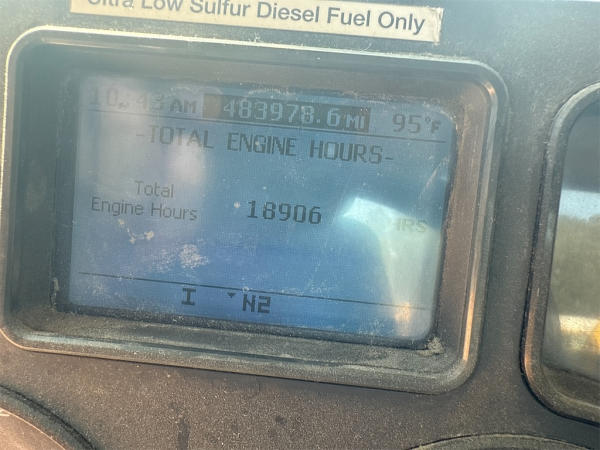 Ultra Low Sulfur Diesel Fuel Only
10:43 AM 483978.6 MI 95°F
-TOTAL ENGINE HOURS-
Total
Engine Hours 18906 HRS
I N2